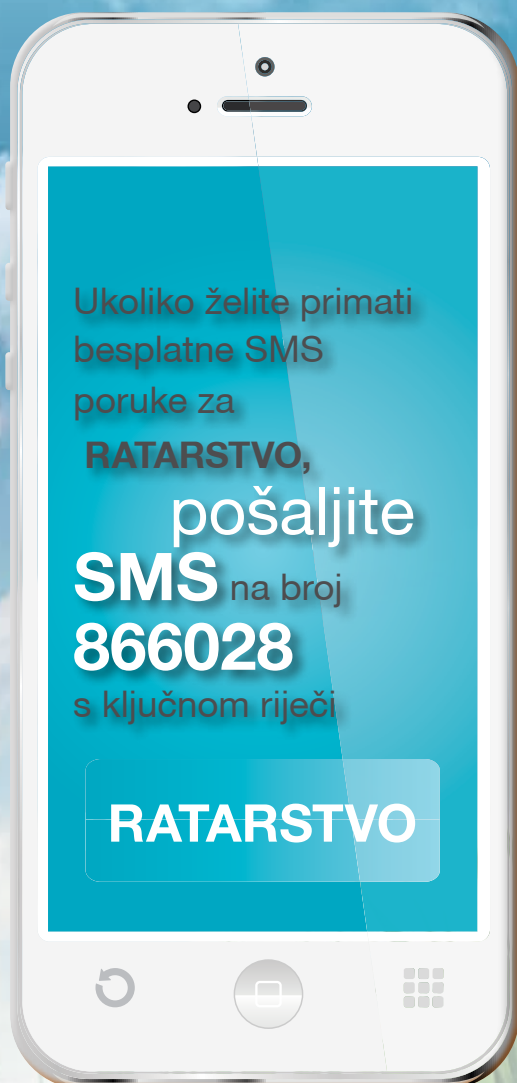 Ukoliko želite primati
besplatne SMS
poruke za
RATARSTVO,
pošaljite
SMS na broj
866028
s ključnom riječi
RATARSTVO